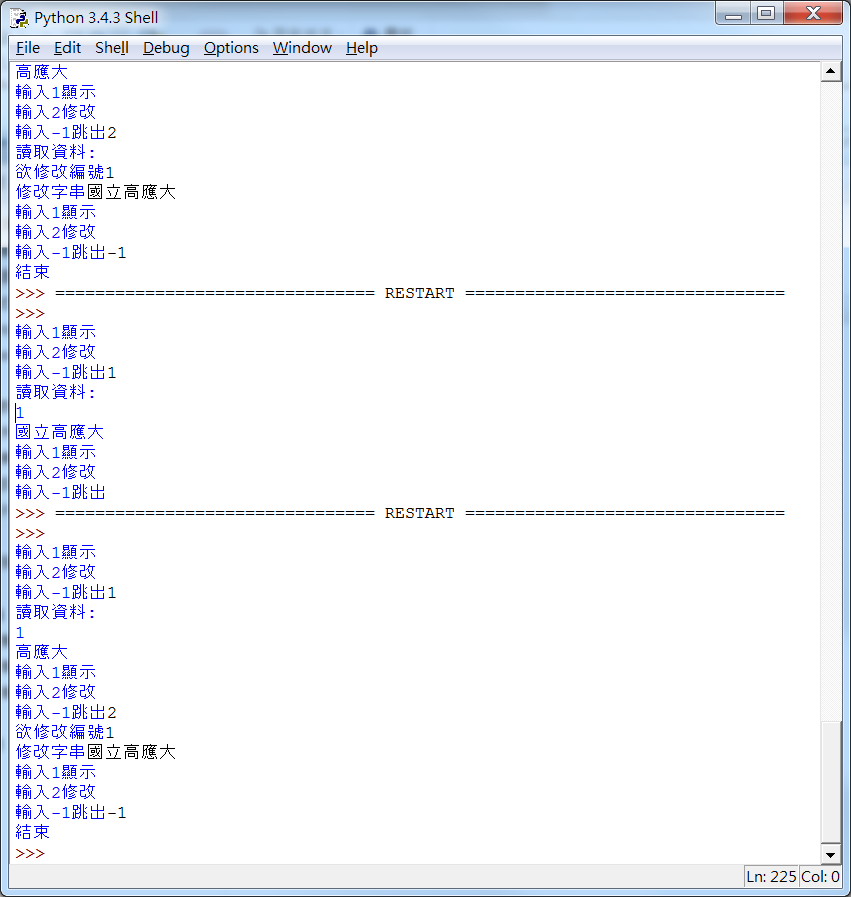 Python 3.4.3 Shell
File Edit Shell Debug Options Window Help
高應大
輸入1顯示
輸入2修改
輸入-1跳出2
讀取資料:
欲修改編號1
修改字串國立高應大
輸入1顯示
輸入2修改
輸入-1跳出-1
結束
>>> ================================ RESTART ================================
>>>
輸入1顯示
輸入2修改
輸入-1跳出1
讀取資料:
1
國立高應大
輸入1顯示
輸入2修改
輸入-1跳出
>>> ================================ RESTART ================================
>>>
輸入1顯示
輸入2修改
輸入-1跳出1
讀取資料:
1
高應大
輸入1顯示
輸入2修改
輸入-1跳出2
欲修改編號1
修改字串國立高應大
輸入1顯示
輸入2修改
輸入-1跳出-1
結束
>>>
Ln: 225 Col: 0